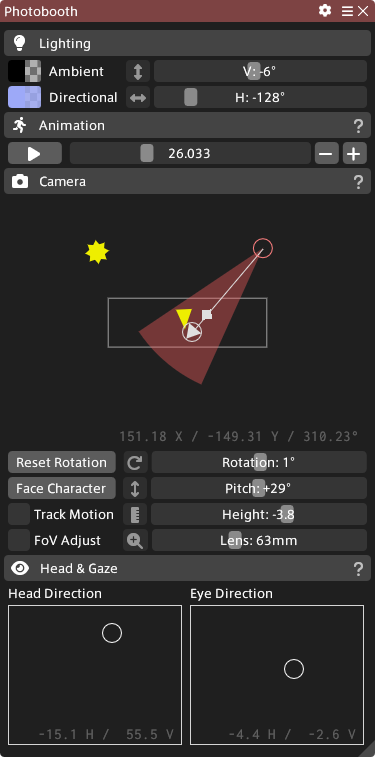 Photobooth
Lighting
Ambient V: -6°
Directional H: -128°
Animation ?
26.033 − +
Camera ?
151.18 X / -149.31 Y / 310.23°
Reset Rotation Rotation: 1°
Face Character Pitch: +29°
Track Motion Height: -3.8
FoV Adjust Lens: 63mm
Head & Gaze ?
Head Direction Eye Direction
-15.1 H / 55.5 V -4.4 H / -2.6 V